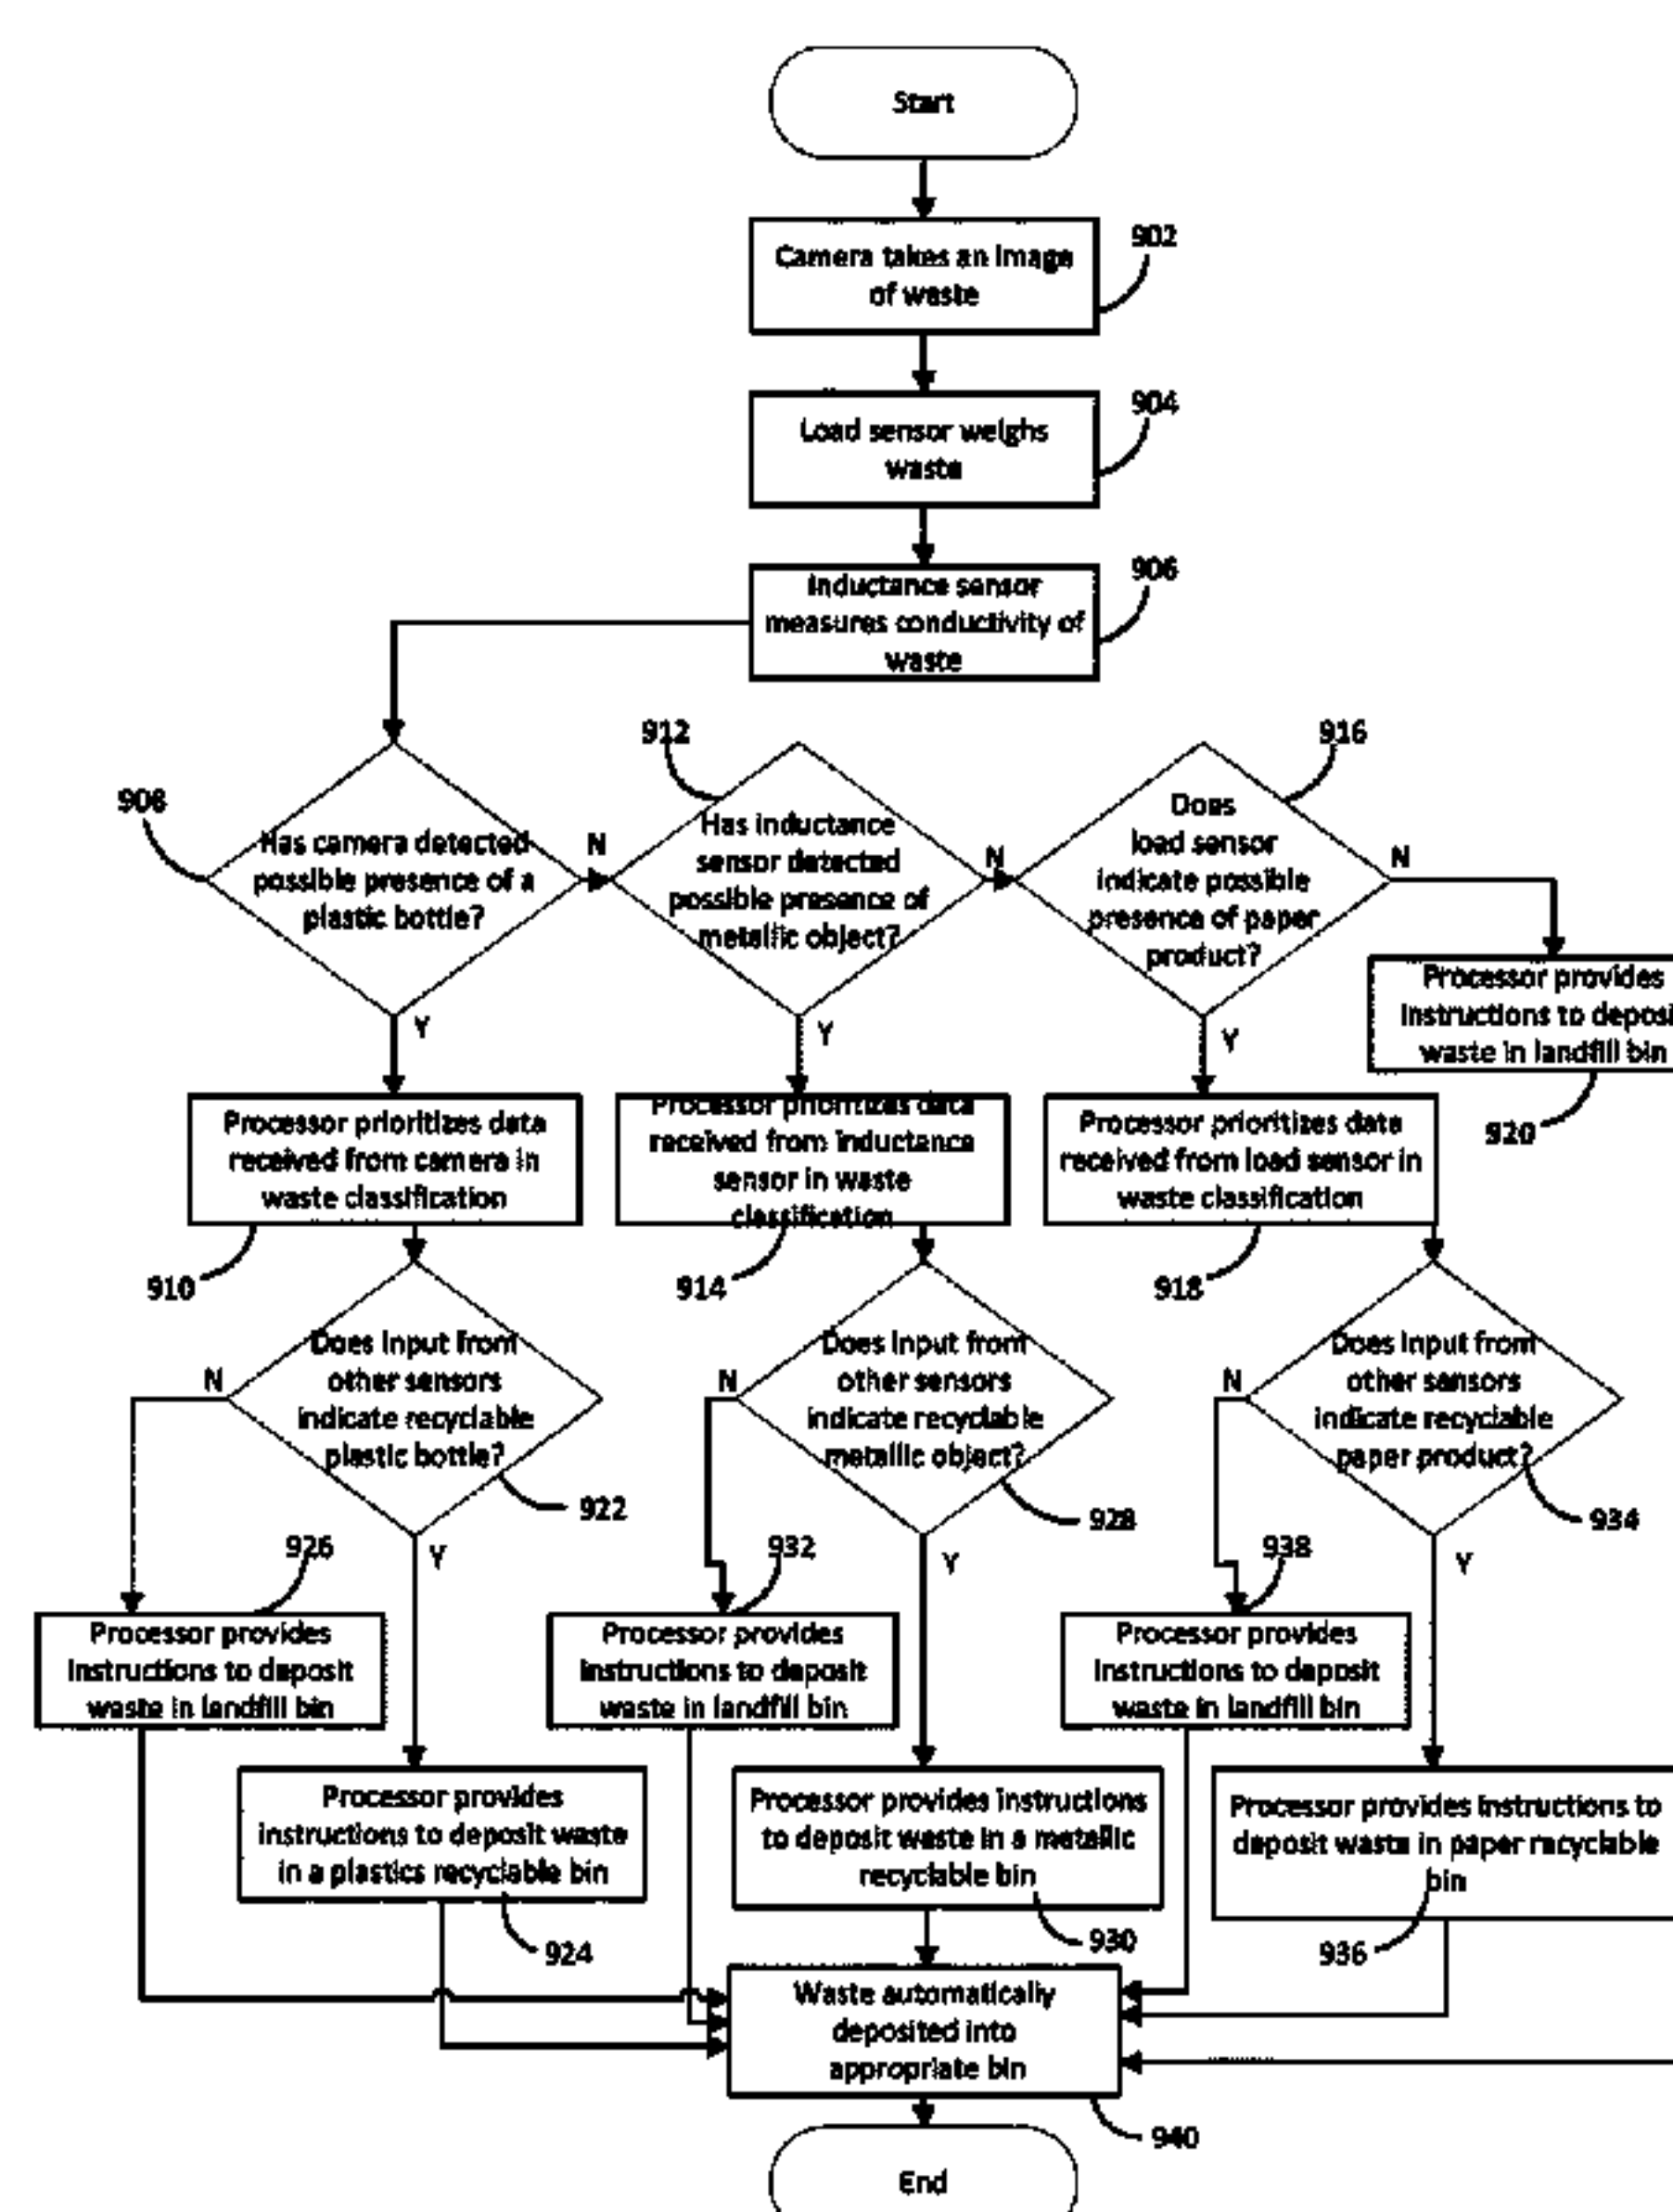 Start
Camera takes an image
of waste
902
Load sensor weighs
waste
904
Inductance sensor
measures conductivity of
waste
906
908
Has camera detected
possible presence of a
plastic bottle?
N
Y
912
Has inductance
sensor detected
possible presence of
metallic object?
N
Y
916
Does
load sensor
indicate possible
presence of paper
product?
N
Y
Processor provides
instructions to deposi
waste in landfill bin
920
Processor prioritizes data
received from camera in
waste classification
910
Processor prioritizes data
received from inductance
sensor in waste
classification
914
Processor prioritizes data
received from load sensor in
waste classification
918
Does input from
other sensors
indicate recyclable
plastic bottle?
N
Y
922
Does input from
other sensors
indicate recyclable
metallic object?
N
Y
928
Does input from
other sensors
indicate recyclable
paper product?
N
Y
934
926
Processor provides
instructions to deposit
waste in landfill bin
932
Processor provides
instructions to deposit
waste in landfill bin
938
Processor provides
instructions to deposit
waste in landfill bin
Processor provides
instructions to deposit waste
in a plastics recyclable bin
924
Processor provides instructions
to deposit waste in a metallic
recyclable bin
930
Processor provides instructions to
deposit waste in paper recyclable
bin
936
Waste automatically
deposited into
appropriate bin
940
End